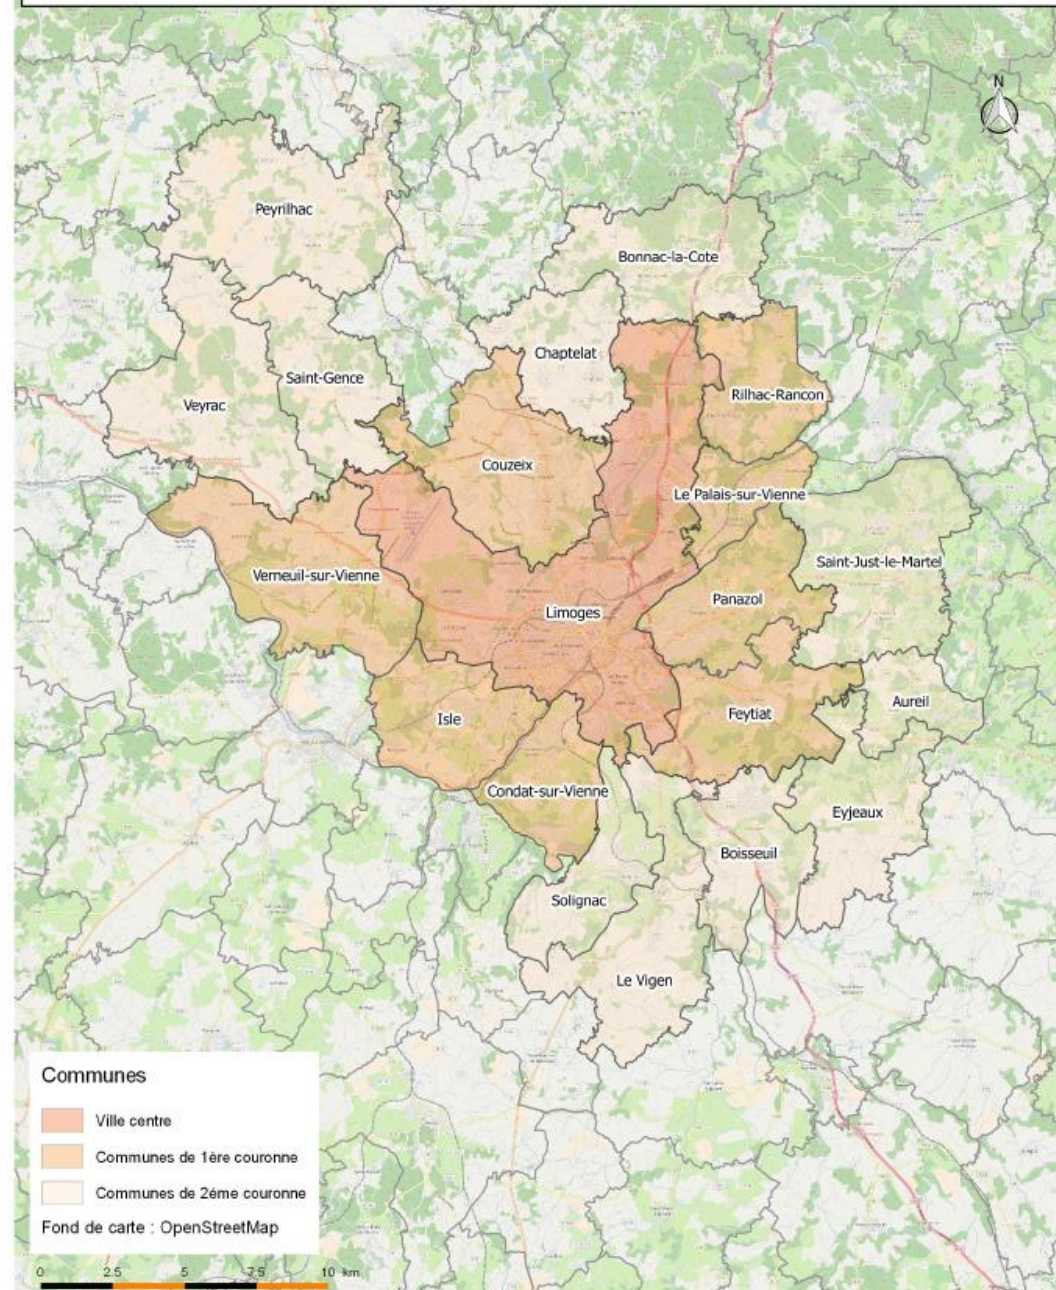 N
Peyrilhac
Bonnac-la-Cote
Chaptelat
Saint-Gence
Rilhac-Rancon
Veyrac
Couzeix
Le Palais-sur-Vienne
Saint-Just-le-Martel
Verneuil-sur-Vienne
Panazol
Limoges
Aureil
Feytiat
Isle
Condat-sur-Vienne
Eyjeaux
Boisseuil
Solignac
Le Vigen
Communes
Ville centre
Communes de 1ère couronne
Communes de 2éme couronne
Fond de carte : OpenStreetMap
0 2.5 5 7.5 10 km